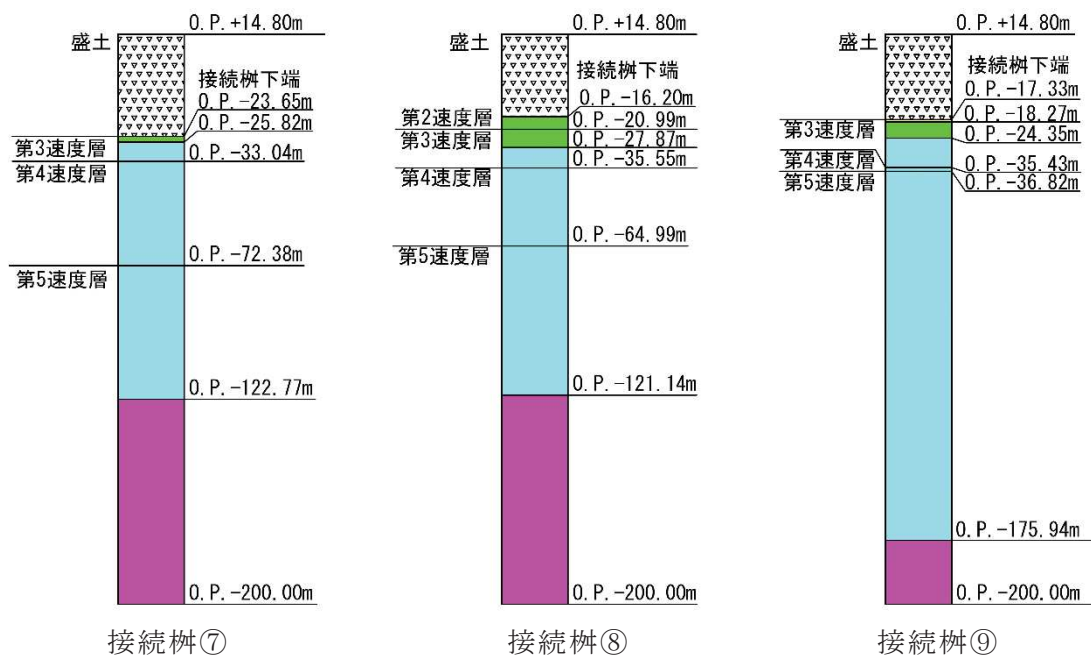 O.P.+14.80m
盛土
接続桝下端
O.P.-23.65m
O.P.-25.82m
第3速度層
O.P.-33.04m
第4速度層
O.P.-72.38m
第5速度層
O.P.-122.77m
O.P.-200.00m
接続桝⑦
O.P.+14.80m
盛土
接続桝下端
O.P.-16.20m
第2速度層
O.P.-20.99m
第3速度層
O.P.-27.87m
O.P.-35.55m
第4速度層
O.P.-64.99m
第5速度層
O.P.-121.14m
O.P.-200.00m
接続桝⑧
O.P.+14.80m
盛土
接続桝下端
O.P.-17.33m
O.P.-18.27m
第3速度層
O.P.-24.35m
第4速度層
O.P.-35.43m
第5速度層
O.P.-36.82m
O.P.-175.94m
O.P.-200.00m
接続桝⑨